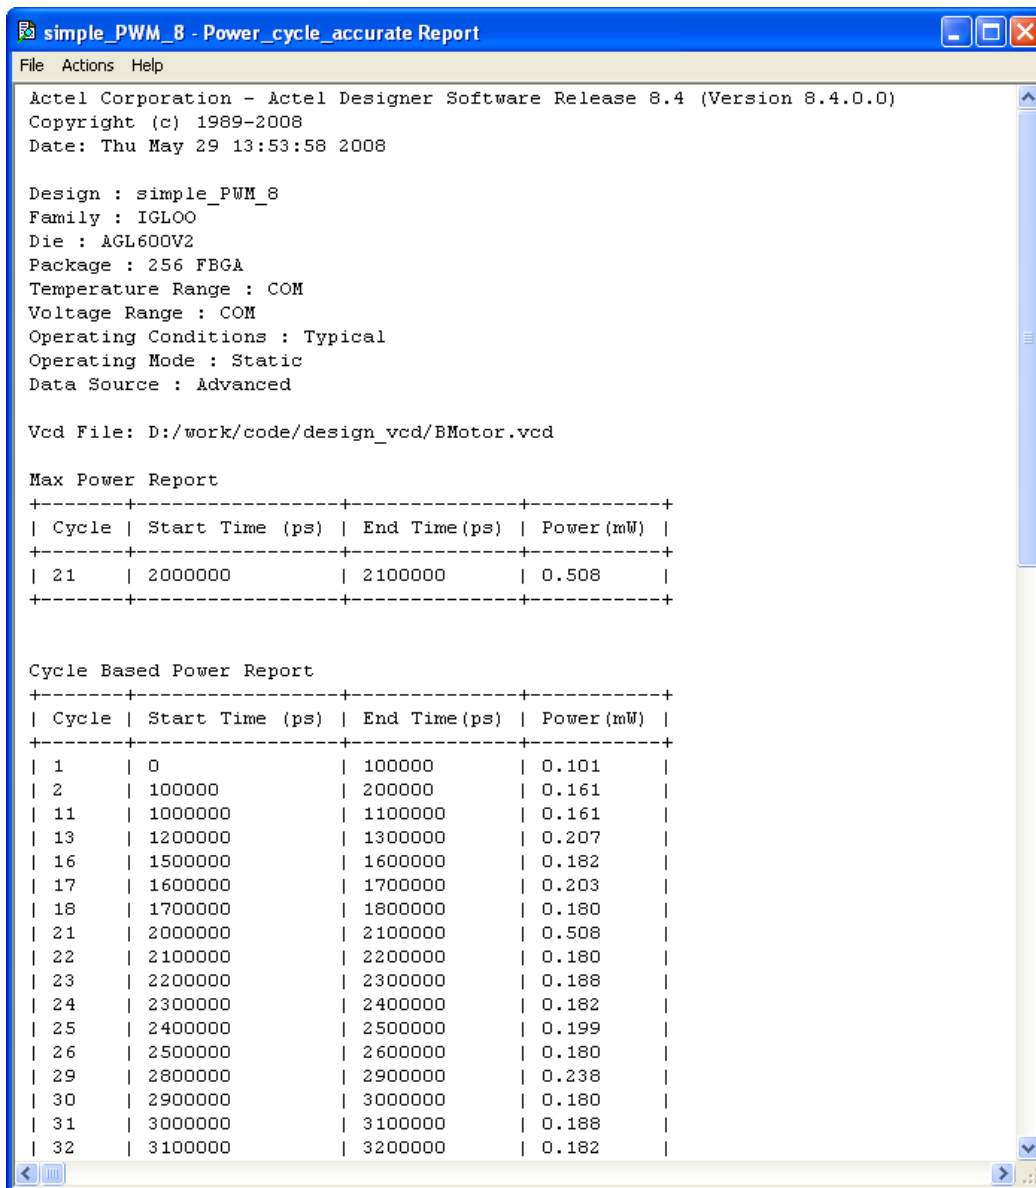 simple_PWM_8 - Power_cycle_accurate Report
File Actions Help
Actel Corporation - Actel Designer Software Release 8.4 (Version 8.4.0.0)
Copyright (c) 1989-2008
Date: Thu May 29 13:53:58 2008
Design : simple_PWM_8
Family : IGLOO
Die : AGL600V2
Package : 256 FBGA
Temperature Range : COM
Voltage Range : COM
Operating Conditions : Typical
Operating Mode : Static
Data Source : Advanced
Vcd File: D:/work/code/design_vcd/BMotor.vcd
Max Power Report
+-------+-----------------+--------------+-----------+
| Cycle | Start Time (ps) | End Time(ps) | Power(mW) |
+-------+-----------------+--------------+-----------+
| 21 | 2000000 | 2100000 | 0.508 |
+-------+-----------------+--------------+-----------+
Cycle Based Power Report
+-------+-----------------+--------------+-----------+
| Cycle | Start Time (ps) | End Time(ps) | Power(mW) |
+-------+-----------------+--------------+-----------+
| 1 | 0 | 100000 | 0.101 |
| 2 | 100000 | 200000 | 0.161 |
| 11 | 1000000 | 1100000 | 0.161 |
| 13 | 1200000 | 1300000 | 0.207 |
| 16 | 1500000 | 1600000 | 0.182 |
| 17 | 1600000 | 1700000 | 0.203 |
| 18 | 1700000 | 1800000 | 0.180 |
| 21 | 2000000 | 2100000 | 0.508 |
| 22 | 2100000 | 2200000 | 0.180 |
| 23 | 2200000 | 2300000 | 0.188 |
| 24 | 2300000 | 2400000 | 0.182 |
| 25 | 2400000 | 2500000 | 0.199 |
| 26 | 2500000 | 2600000 | 0.180 |
| 29 | 2800000 | 2900000 | 0.238 |
| 30 | 2900000 | 3000000 | 0.180 |
| 31 | 3000000 | 3100000 | 0.188 |
| 32 | 3100000 | 3200000 | 0.182 |